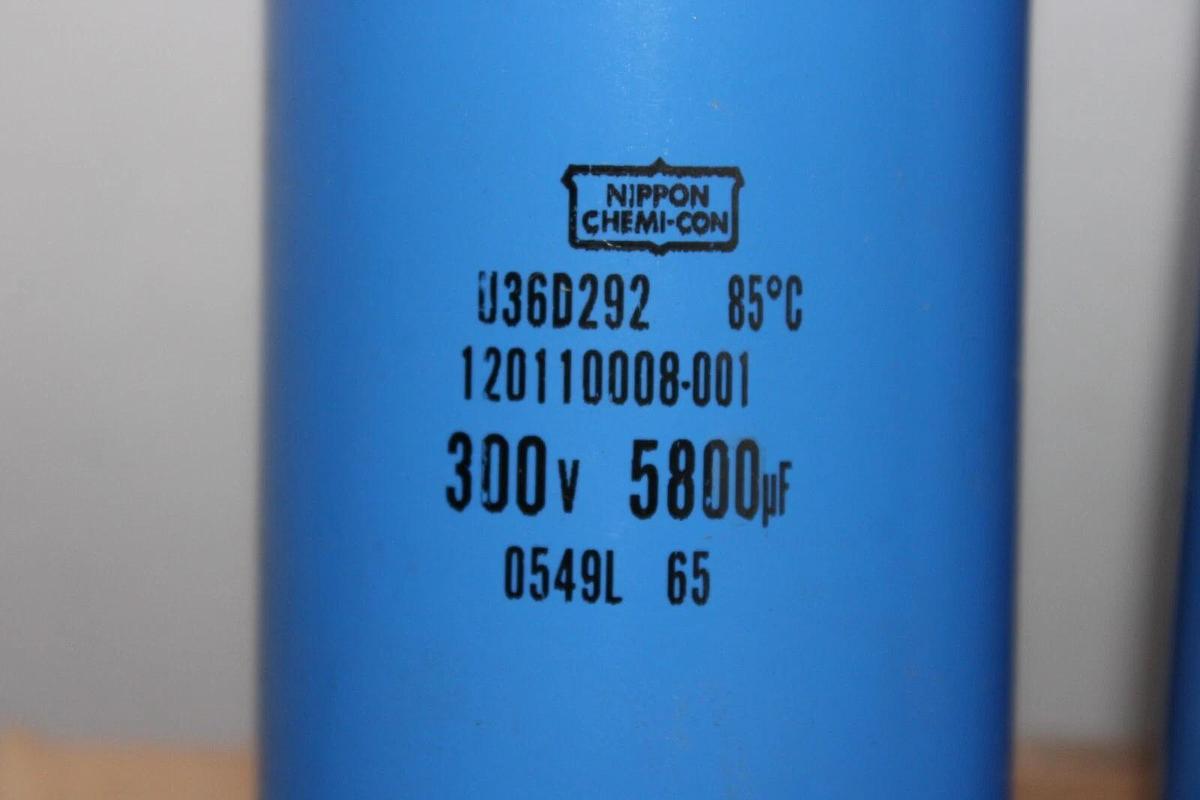 NIPPON
CHEMI-CON
U36D292 85°C
120110008-001
300V 5800µF
0549L 65